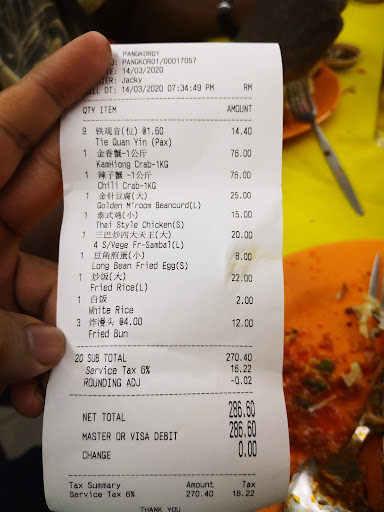 : PANGKOR01
: PANGKOR01/00017057
: 14/03/2020
: Jacky
DT: 14/03/2020 07:34:49 PM RM
QTY ITEM AMOUNT
9 铁观音(位) @1.60 14.40
Tie Quan Yin (Pax)
1 金香蟹-1公斤 76.00
KamHiong Crab-1KG
1 辣子蟹 -1公斤 76.00
Chili Crab-1KG
1 金什豆腐(大) 25.00
Golden M'room Beancurd(L)
1 泰式鸡(小) 15.00
Thai Style Chicken(S)
1 三巴炒四大天王(大) 20.00
4 S/Vege Fr-Sambal(L)
1 豆角煎蛋(小) 8.00
Long Bean Fried Egg(S)
1 炒饭(大) 22.00
Fried Rice(L)
1 白饭 2.00
White Rice
3 炸漫头 @4.00 12.00
Fried Bun
20 SUB TOTAL 270.40
Service Tax 6% 16.22
ROUNDING ADJ -0.02
NET TOTAL 286.60
MASTER OR VISA DEBIT 286.60
CHANGE 0.00
Tax Summary Amount Tax
Service Tax 6% 270.40 16.22
THANK YOU